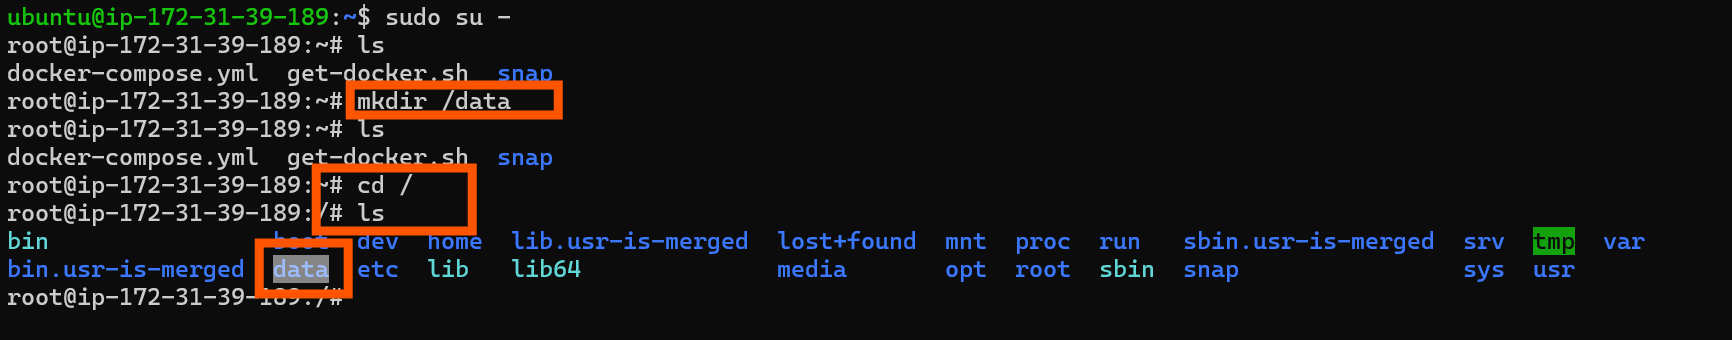 ubuntu@ip-172-31-39-189:~$ sudo su -
root@ip-172-31-39-189:~# ls
docker-compose.yml  get-docker.sh  snap
root@ip-172-31-39-189:~# mkdir /data
root@ip-172-31-39-189:~# ls
docker-compose.yml  get-docker.sh  snap
root@ip-172-31-39-189:~# cd /
root@ip-172-31-39-189:/# ls
bin                boot  dev  home  lib.usr-is-merged  lost+found  mnt  proc  run   sbin.usr-is-merged  srv  tmp  var
bin.usr-is-merged  data  etc  lib   lib64              media       opt  root  sbin  snap                sys  usr
root@ip-172-31-39-189:/#